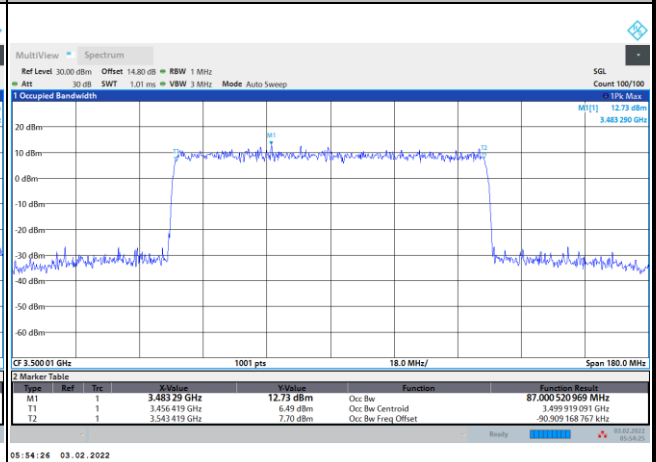 MultiView Spectrum
Ref Level 30.00 dBm Offset 14.80 dB RBW 1 MHz SGL
Att 30 dB SWT 1.01 ms VBW 3 MHz Mode Auto Sweep Count 100/100
1 Occupied Bandwidth 1Pk Max
M1[1] 12.73 dBm
3.483 290 GHz
20 dBm
M1
T1 T2
10 dBm
0 dBm
-10 dBm
-20 dBm
-30 dBm
-40 dBm
-50 dBm
-60 dBm
CF 3.500 01 GHz 1001 pts 18.0 MHz/ Span 180.0 MHz
2 Marker Table
Type Ref Trc X-Value Y-Value Function Function Result
M1 1 3.483 29 GHz 12.73 dBm Occ Bw 87.000 520 969 MHz
T1 1 3.456 419 GHz 6.49 dBm Occ Bw Centroid 3.499 919 091 GHz
T2 1 3.543 419 GHz 7.70 dBm Occ Bw Freq Offset -90.909 168 767 kHz
Ready 03.02.2022
05:54:25
05:54:26 03.02.2022